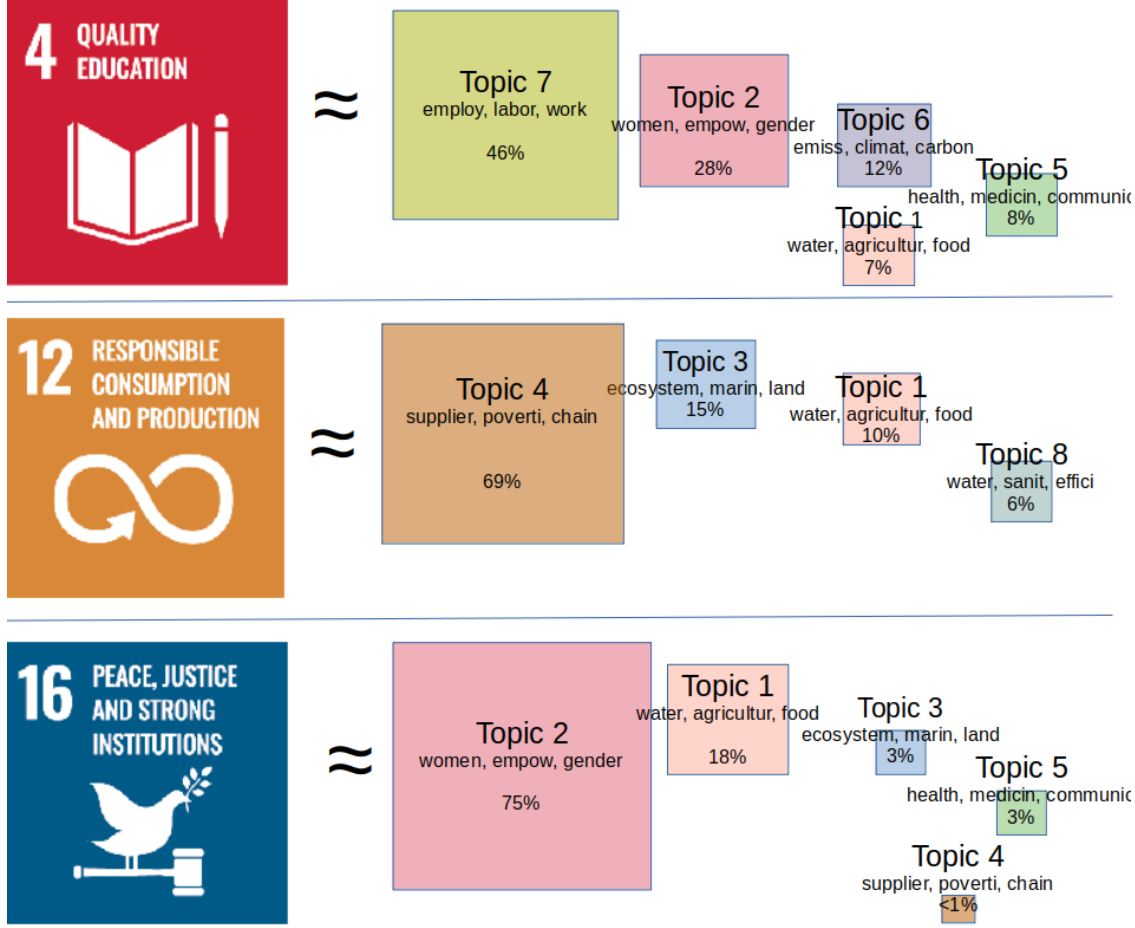 4 QUALITY
EDUCATION
≈
Topic 7
employ, labor, work
46%
Topic 2
women, empow, gender
28%
Topic 6
emiss, climat, carbon
12%
Topic 5
health, medicin, communic
8%
Topic 1
water, agricultur, food
7%
12 RESPONSIBLE
CONSUMPTION
AND PRODUCTION
≈
Topic 4
supplier, poverti, chain
69%
Topic 3
ecosystem, marin, land
15%
Topic 1
water, agricultur, food
10%
Topic 8
water, sanit, effici
6%
16 PEACE, JUSTICE
AND STRONG
INSTITUTIONS
≈
Topic 2
women, empow, gender
75%
Topic 1
water, agricultur, food
18%
Topic 3
ecosystem, marin, land
3%
Topic 5
health, medicin, communic
3%
Topic 4
supplier, poverti, chain
<1%